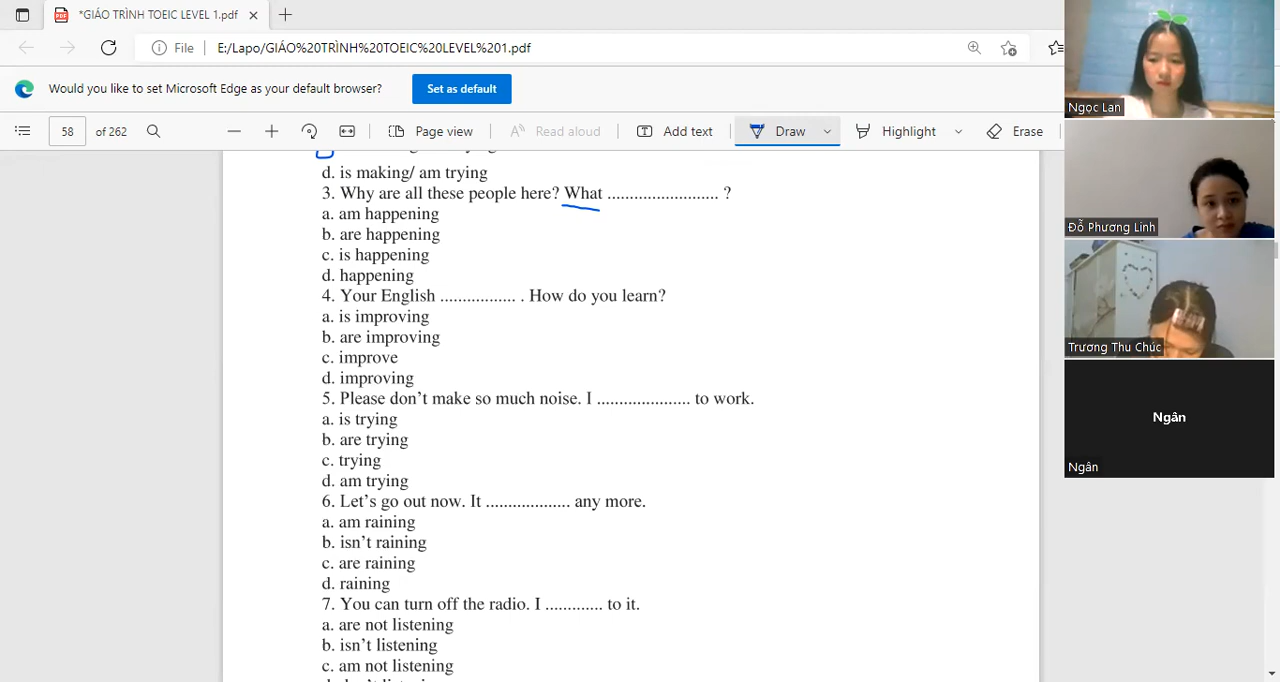 *GIÁO TRÌNH TOEIC LEVEL 1.pdf
File
E:/Lapo/GIÁO%20TRÌNH%20TOEIC%20LEVEL%201.pdf
Would you like to set Microsoft Edge as your default browser?
Set as default
58
of 262
Page view
Read aloud
Add text
Draw
Highlight
Erase
d. is making/ am trying
3. Why are all these people here? What ......................... ?
a. am happening
b. are happening
c. is happening
d. happening
4. Your English ................. . How do you learn?
a. is improving
b. are improving
c. improve
d. improving
5. Please don't make so much noise. I ..................... to work.
a. is trying
b. are trying
c. trying
d. am trying
6. Let's go out now. It ................... any more.
a. am raining
b. isn't raining
c. are raining
d. raining
7. You can turn off the radio. I ............. to it.
a. are not listening
b. isn't listening
c. am not listening
Ngọc Lan
Đỗ Phương Linh
Trương Thu Chúc
Ngân
Ngân